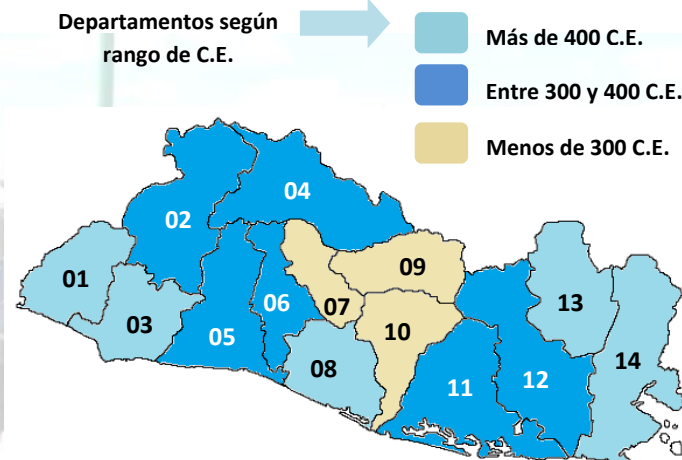 Departamentos según
rango de C.E.
Más de 400 C.E.
Entre 300 y 400 C.E.
Menos de 300 C.E.
04
02
09
01
06
07
13
03
05
10
08
14
11
12